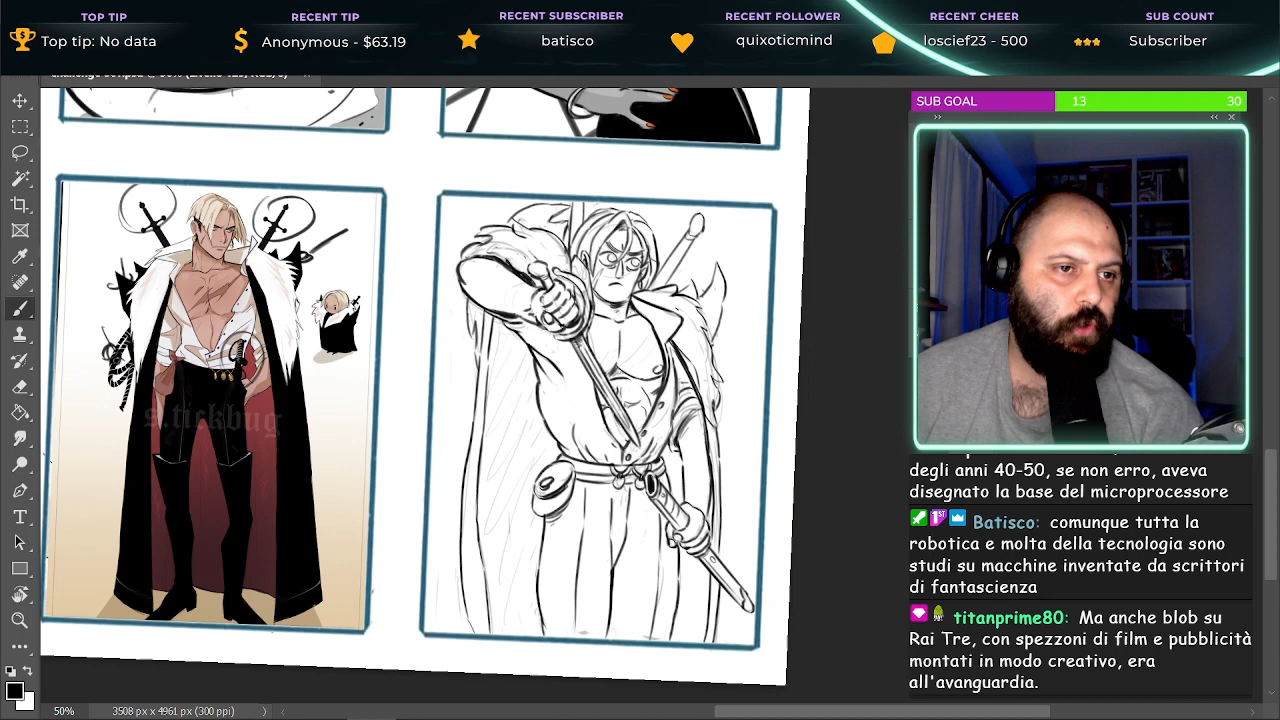 TOP TIP
Top tip: No data
RECENT TIP
Anonymous - $63.19
RECENT SUBSCRIBER
batisco
RECENT FOLLOWER
quixoticmind
RECENT CHEER
loscief23 - 500
SUB COUNT
Subscriber
SUB GOAL 13 30
s.tickbug
degli anni 40-50, se non erro, aveva
disegnato la base del microprocessore
1ST Batisco: comunque tutta la
robotica e molta della tecnologia sono
studi su macchine inventate da scrittori
di fantascienza
titanprime80: Ma anche blob su
Rai Tre, con spezzoni di film e pubblicità
montati in modo creativo, era
all'avanguardia.
50% 3508 px x 4961 px (300 ppi)